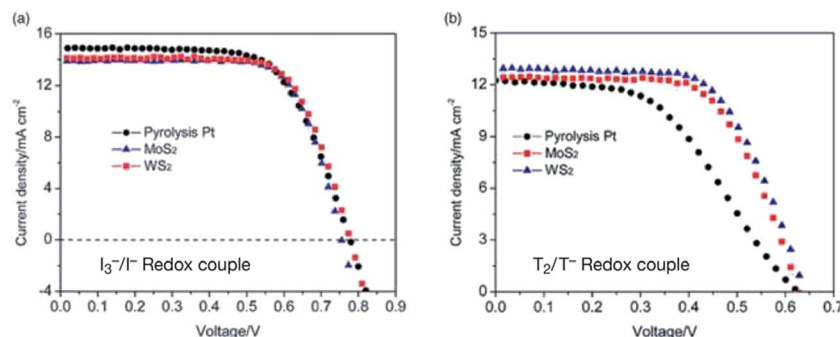 (a)
16
12
8
4
0
-4
Current density/mA cm⁻²
Pyrolysis Pt
MoS₂
WS₂
I₃⁻/I⁻ Redox couple
0.0 0.1 0.2 0.3 0.4 0.5 0.6 0.7 0.8 0.9
Voltage/V
(b)
15
12
9
6
3
0
Current density/mA cm⁻²
Pyrolysis Pt
MoS₂
WS₂
T₂/T⁻ Redox couple
0.0 0.1 0.2 0.3 0.4 0.5 0.6 0.7
Voltage/V